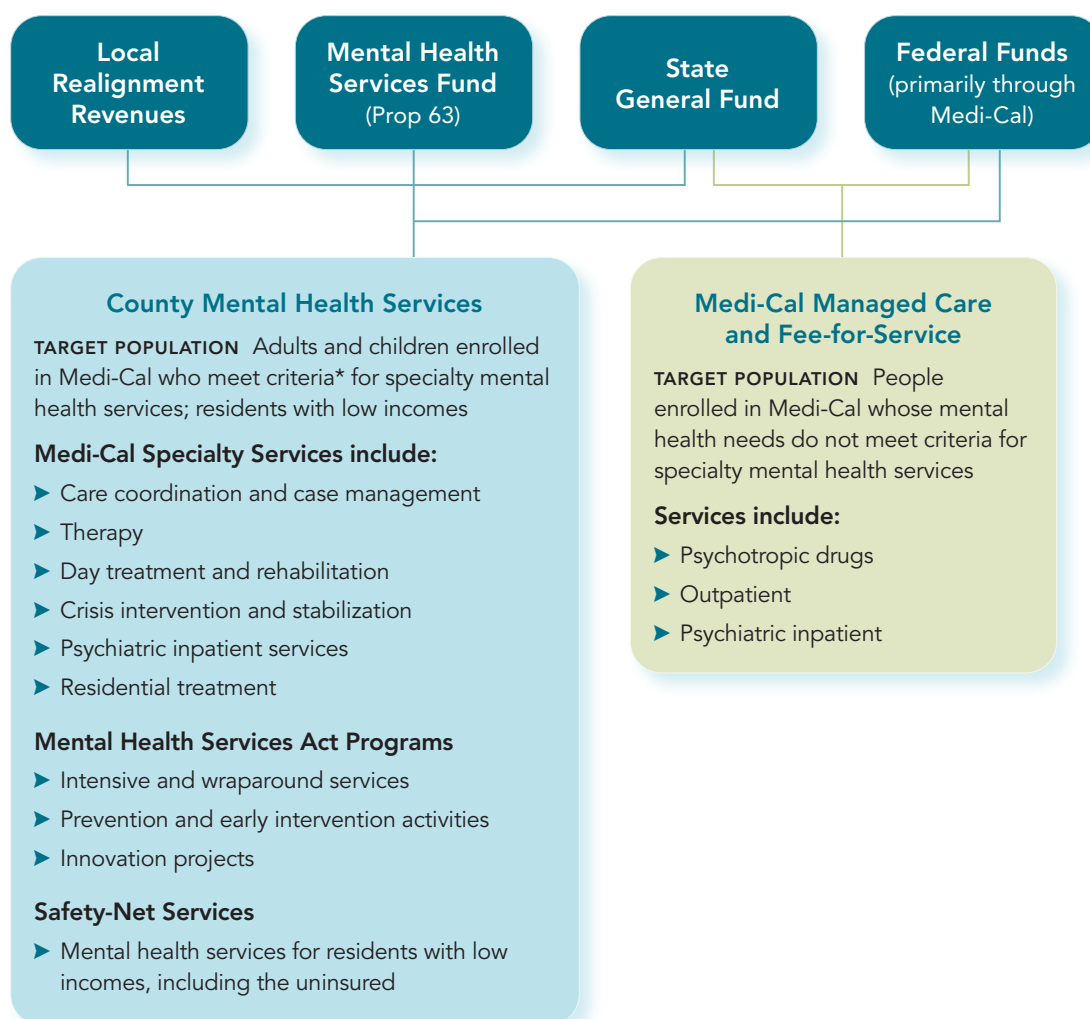 Local
Realignment
Revenues
Mental Health
Services Fund
(Prop 63)
State
General Fund
Federal Funds
(primarily through
Medi-Cal)
County Mental Health Services
TARGET POPULATION Adults and children enrolled
in Medi-Cal who meet criteria* for specialty mental
health services; residents with low incomes
Medi-Cal Specialty Services include:
➤ Care coordination and case management
➤ Therapy
➤ Day treatment and rehabilitation
➤ Crisis intervention and stabilization
➤ Psychiatric inpatient services
➤ Residential treatment
Mental Health Services Act Programs
➤ Intensive and wraparound services
➤ Prevention and early intervention activities
➤ Innovation projects
Safety-Net Services
➤ Mental health services for residents with low
incomes, including the uninsured
Medi-Cal Managed Care
and Fee-for-Service
TARGET POPULATION People
enrolled in Medi-Cal whose mental
health needs do not meet criteria for
specialty mental health services
Services include:
➤ Psychotropic drugs
➤ Outpatient
➤ Psychiatric inpatient